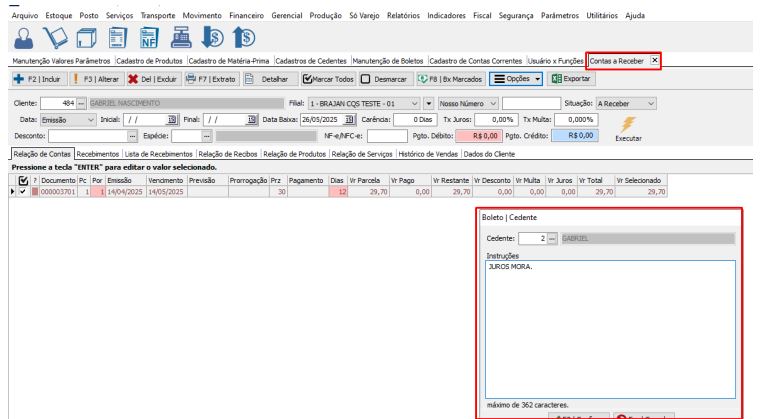 Arquivo Estoque Posto Serviços Transporte Movimento Financeiro Gerencial Produção Só Varejo Relatórios Indicadores Fiscal Segurança Parâmetros Utilitários Ajuda
NF
Manutenção Valores Parâmetros Cadastro de Produtos Cadastro de Matéria-Prima Cadastros de Cedentes Manutenção de Boletos Cadastro de Contas Correntes Usuário x Funções Contas a Receber X
F2 | Incluir F3 | Alterar Del | Excluir F7 | Extrato Detalhar Marcar Todos Desmarcar F8 | Bx Marcados Opções Exportar
Cliente: 484 ... GABRIEL NASCIMENTO Filial: 1 - BRAJAN CQS TESTE - 01 Nosso Número Situação: A Receber
Data: Emissão Inicial: / / Final: / / Data Baixa: 26/05/2025 Carência: 0 Dias Tx Juros: 0,00% Tx Multa: 0,000%
Desconto: ... Espécie: ... NF-e/NFC-e: Pgto. Débito: R$ 0,00 Pgto. Crédito: R$ 0,00 Executar
Relação de Contas Recebimentos Lista de Recebimentos Relação de Recibos Relação de Produtos Relação de Serviços Histórico de Vendas Dados do Cliente
Pressione a tecla "ENTER" para editar o valor selecionado.
? Documento Pc Por Emissão Vencimento Previsão Prorrogação Prz Pagamento Dias Vr Parcela Vr Pago Vr Restante Vr Desconto Vr Multa Vr Juros Vr Total Vr Selecionado
000003701 1 1 14/04/2025 14/05/2025 30 12 29,70 0,00 29,70 0,00 0,00 0,00 29,70 29,70
Boleto | Cedente
Cedente: 2 ... GABRIEL
Instruções
JUROS MORA.
máximo de 362 caracteres.